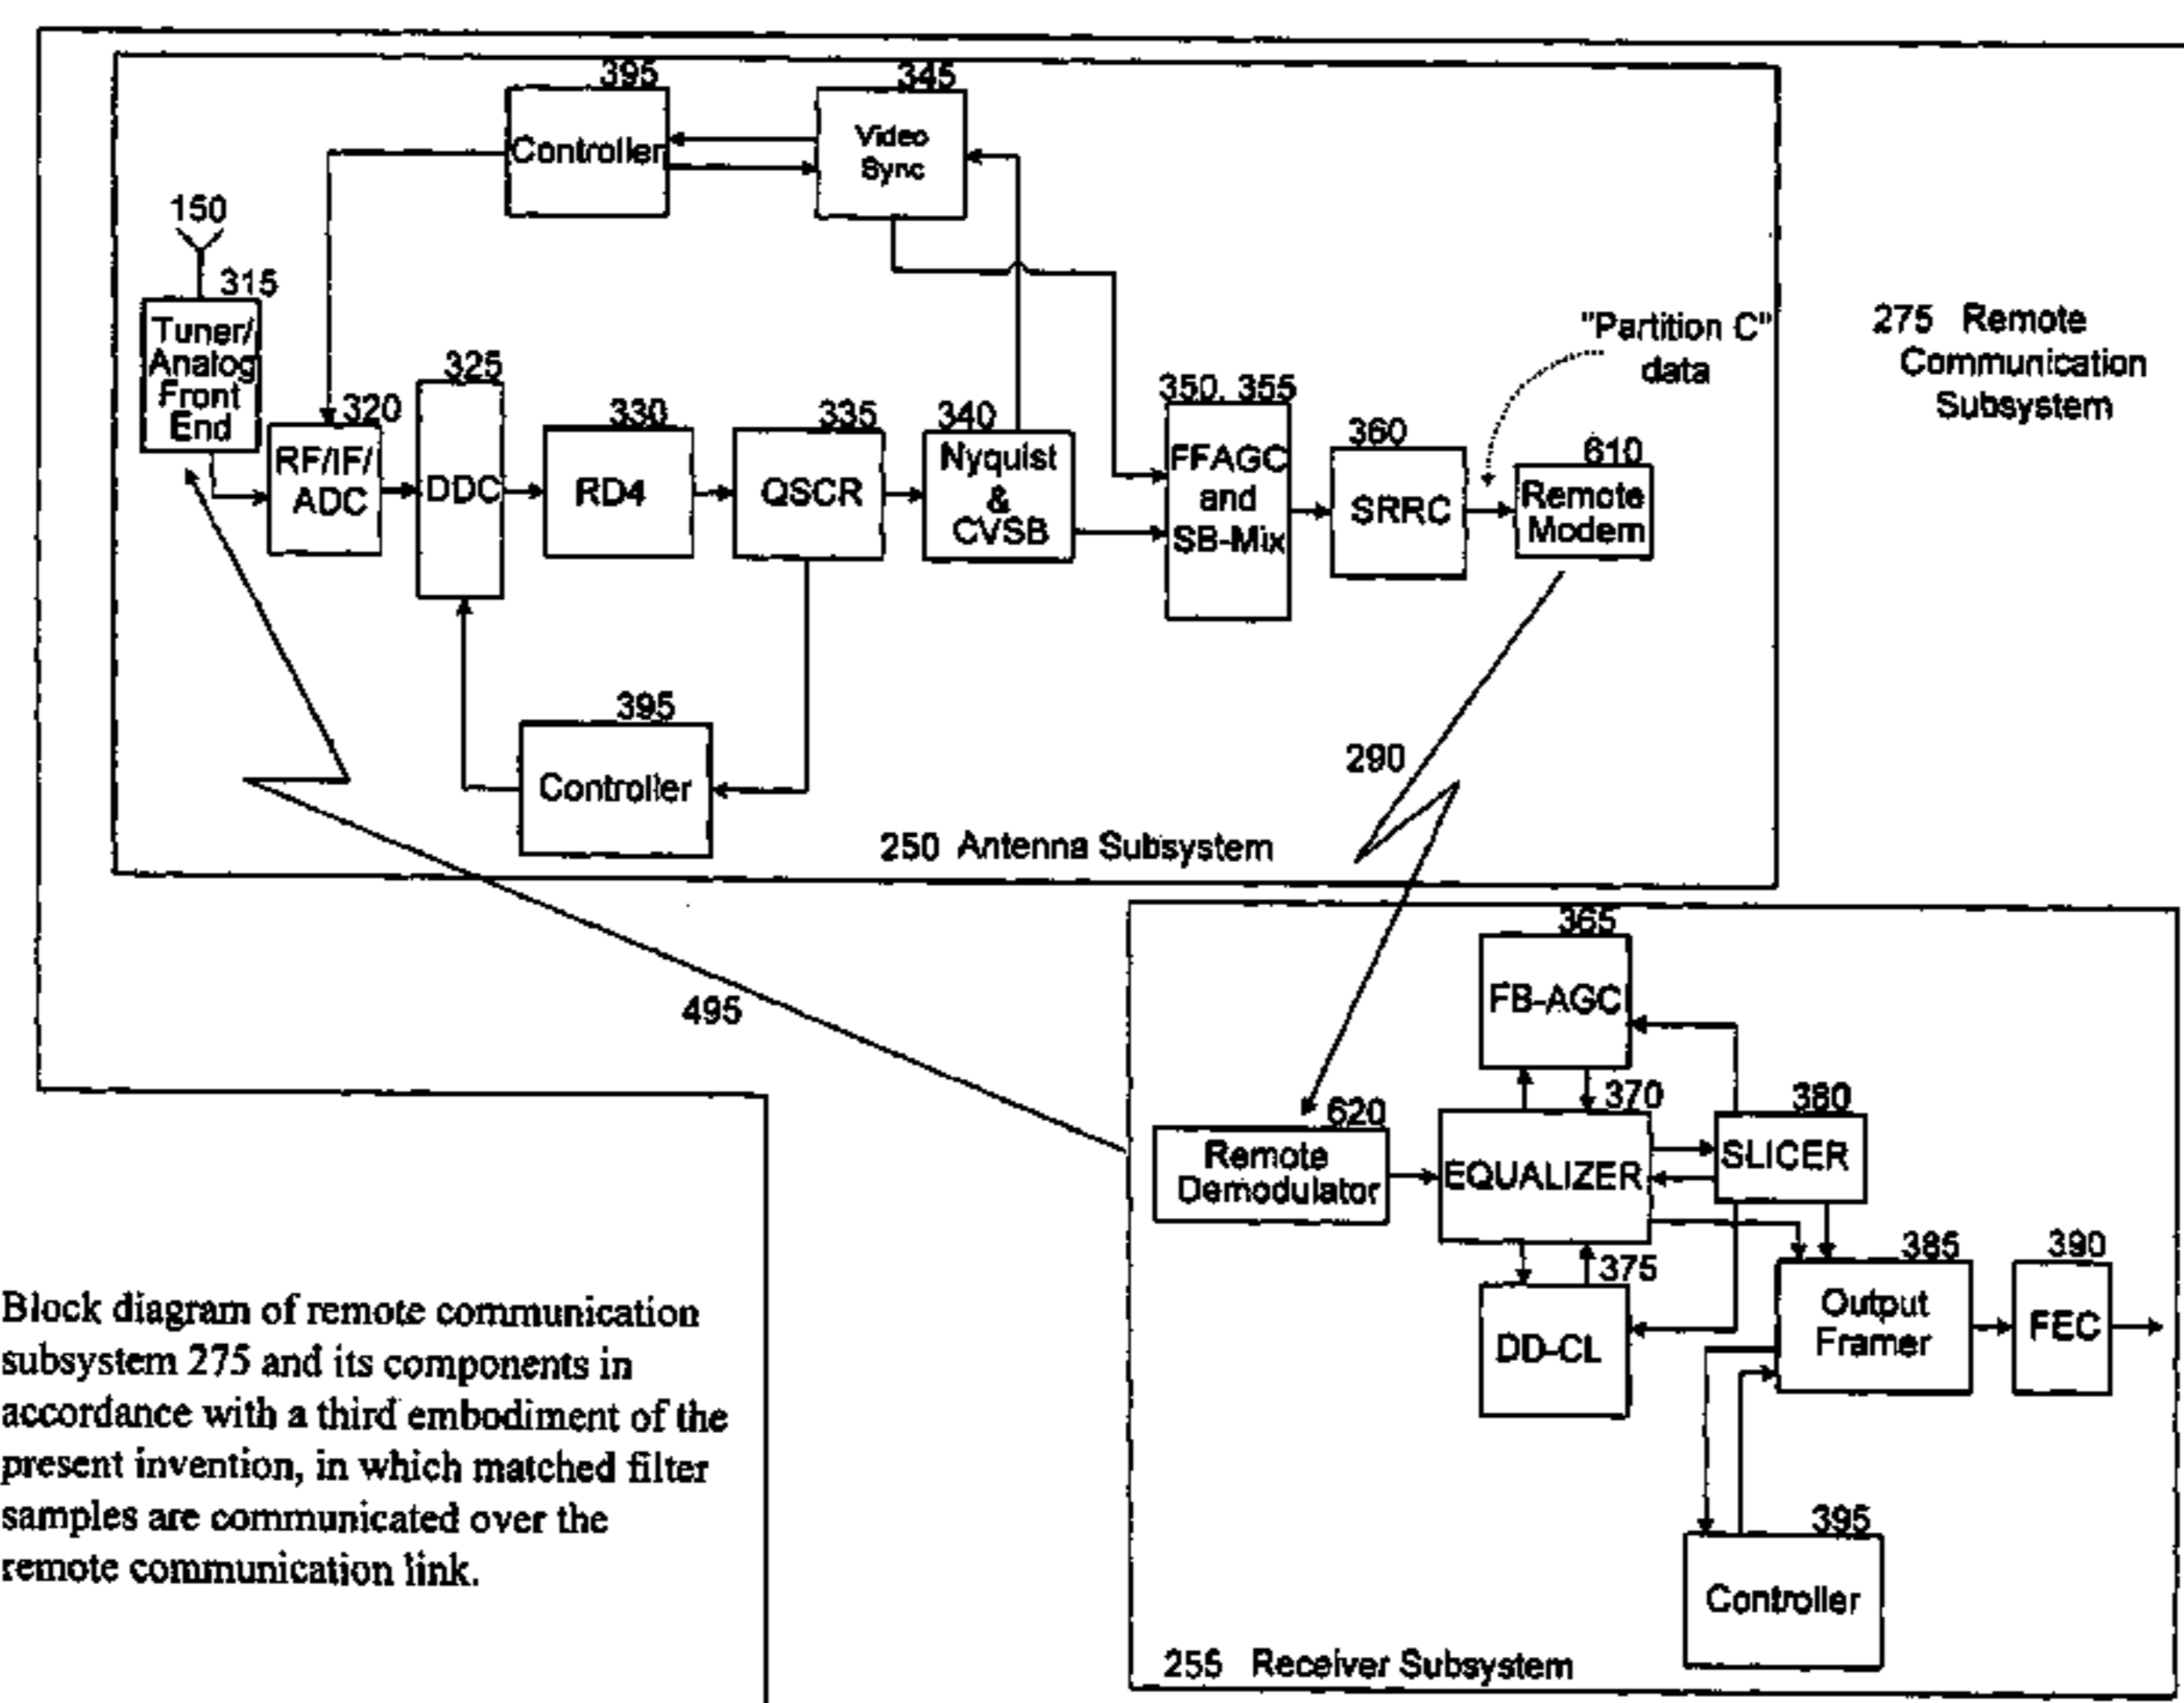 395
Controller
345
Video
Sync
150
315
Tuner/
Analog
Front
End
320
RF/IF/
ADC
325
DDC
330
RD4
335
QSCR
340
Nyquist
&
CVSB
350, 355
FFAGC
and
SB-Mix
360
SRRC
"Partition C"
data
610
Remote
Modem
275 Remote
Communication
Subsystem
395
Controller
290
250 Antenna Subsystem
495
365
FB-AGC
620
Remote
Demodulator
370
EQUALIZER
380
SLICER
375
DD-CL
385
Output
Framer
390
FEC
395
Controller
255 Receiver Subsystem
Block diagram of remote communication
subsystem 275 and its components in
accordance with a third embodiment of the
present invention, in which matched filter
samples are communicated over the
remote communication link.